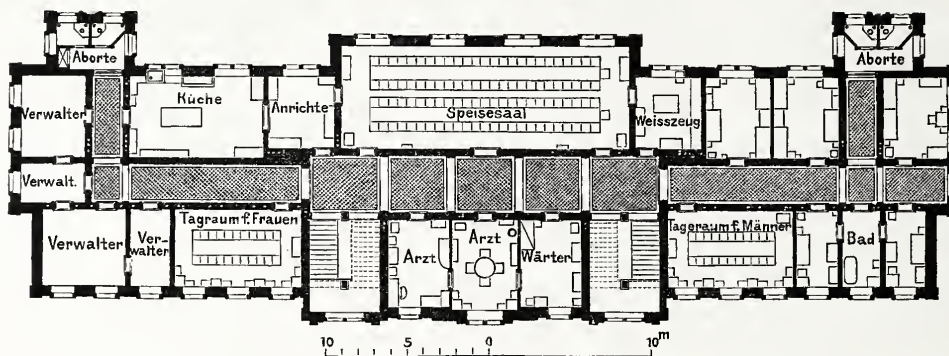 Aborte
Aborte
Küche
Anrichte
Speisesaal
Weisszeug
Verwalter
Verwalt.
Verwalter
Ver-
walter
Tagraum f. Frauen
Arzt
Arzt
Wärter
Tageraum f. Männer
Bad
10 5 0 10 m